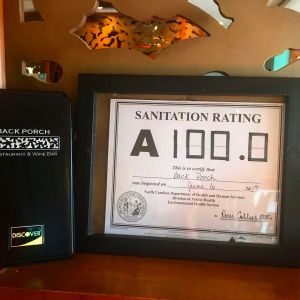 BACK PORCH
RESTAURANT & WINE BAR
DISCOVER
SANITATION RATING
A 100.0
This is to certify that
Back Porch
was inspected on June 6 2017
North Carolina Department of Health and Human Services
Division of Public Health
Environmental Health Section